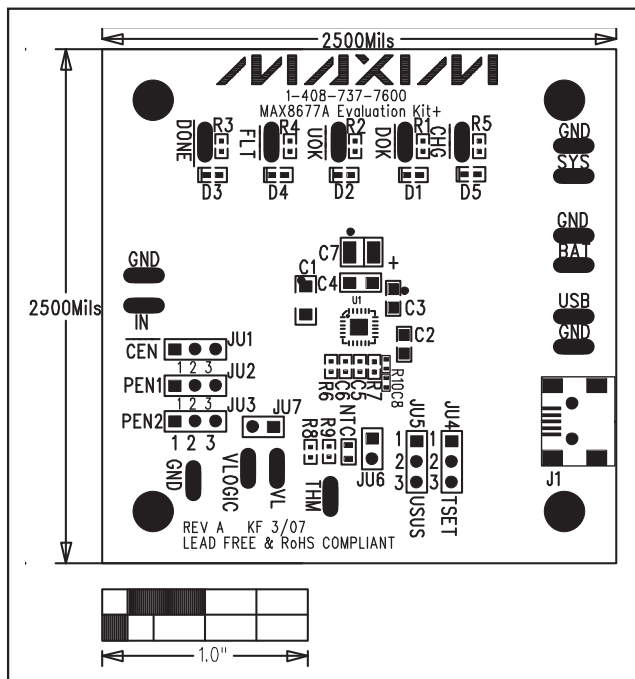 2500Mils
MAXIM
1-408-737-7600
MAX8677A Evaluation Kit+
DONE R3 FLT R4 UOK R2 DOK R1 CHG R5
D3 D4 D2 D1 D5
GND
SYS
GND
BAT
USB
GND
C7
C1
C4
+
U1
C3
C2
GND
2500Mils
IN
CEN JU1
1 2 3
PEN1 JU2
1 2 3
PEN2 JU3
1 2 3
JU7
R6 C6 C5 R7 R10 C8
R8 R9 NTC
JU6
JU5
1
2
3
USUS
JU4
1
2
3
TSET
J1
GND
VLOGIC
VL
THM
REV A KF 3/07
LEAD FREE & RoHS COMPLIANT
1.0"